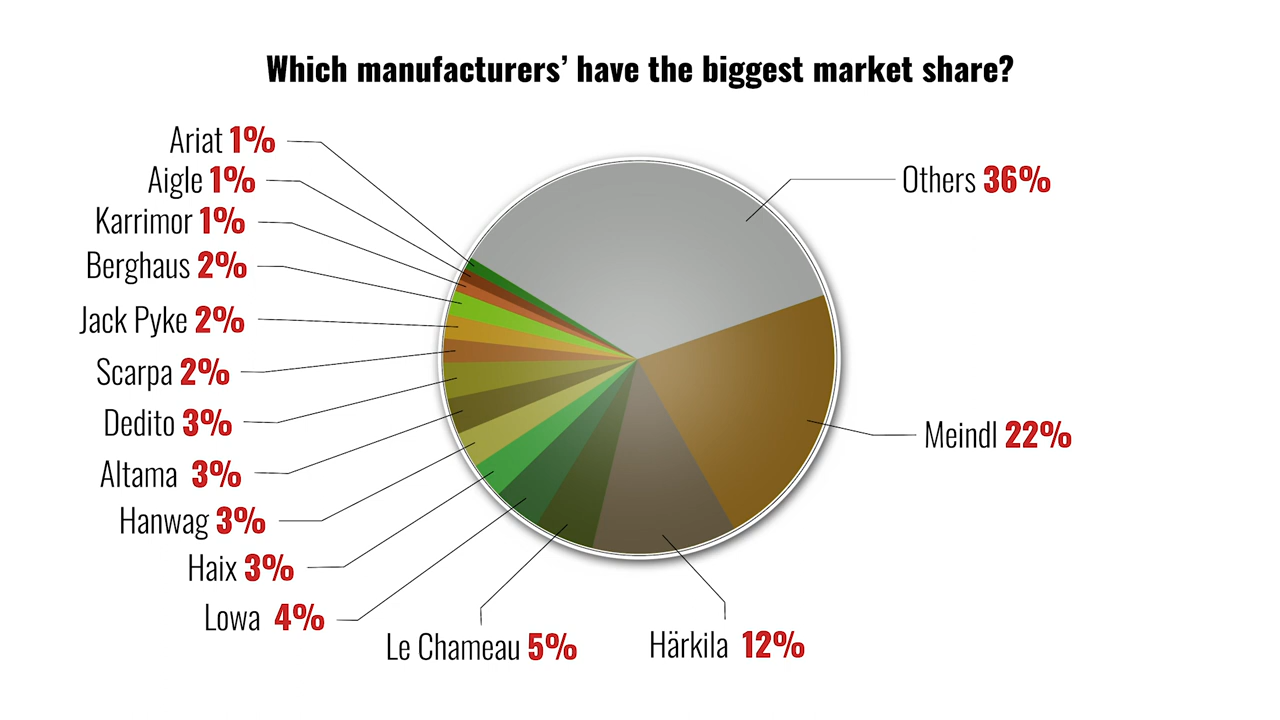 Which manufacturers’ have the biggest market share?
Ariat 1%
Aigle 1%
Karrimor 1%
Berghaus 2%
Jack Pyke 2%
Scarpa 2%
Dedito 3%
Altama 3%
Hanwag 3%
Haix 3%
Lowa 4%
Le Chameau 5%
Härkila 12%
Meindl 22%
Others 36%